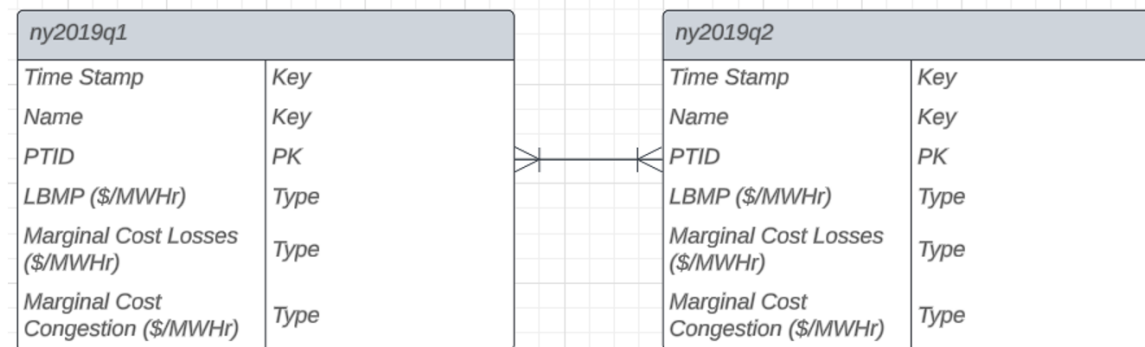 ny2019q1
Time Stamp Key
Name Key
PTID PK
LBMP ($/MWHr) Type
Marginal Cost Losses
($/MWHr)
Type
Marginal Cost
Congestion ($/MWHr)
Type
ny2019q2
Time Stamp Key
Name Key
PTID PK
LBMP ($/MWHr) Type
Marginal Cost Losses
($/MWHr)
Type
Marginal Cost
Congestion ($/MWHr)
Type